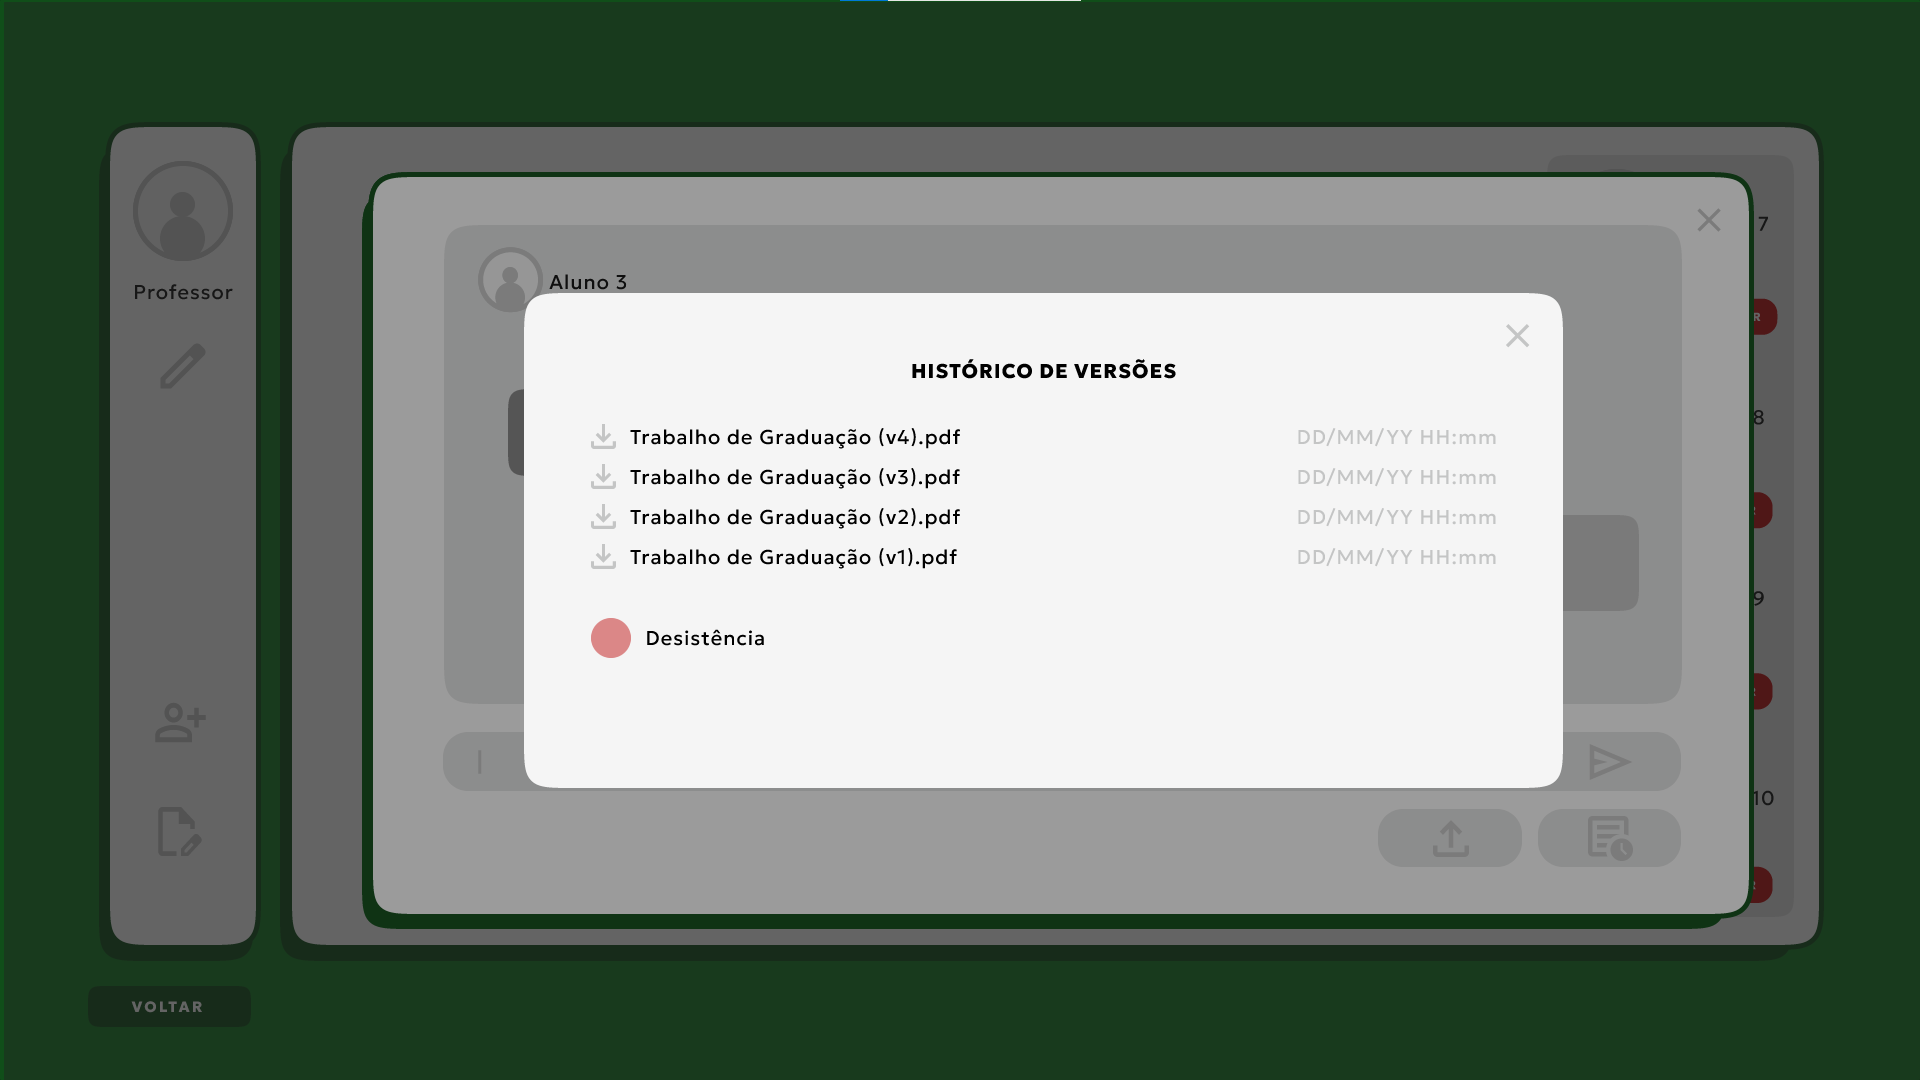 Professor
Aluno 3
7
R
8
9
10
HISTÓRICO DE VERSÕES
Trabalho de Graduação (v4).pdf DD/MM/YY HH:mm
Trabalho de Graduação (v3).pdf DD/MM/YY HH:mm
Trabalho de Graduação (v2).pdf DD/MM/YY HH:mm
Trabalho de Graduação (v1).pdf DD/MM/YY HH:mm
Desistência
VOLTAR